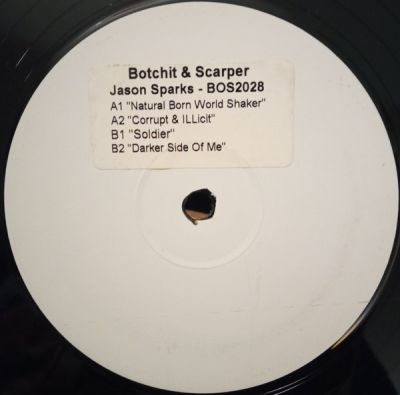 Botchit & Scarper
Jason Sparks - BOS2028
A1 "Natural Born World Shaker"
A2 "Corrupt & ILLicit"
B1 "Soldier"
B2 "Darker Side Of Me"